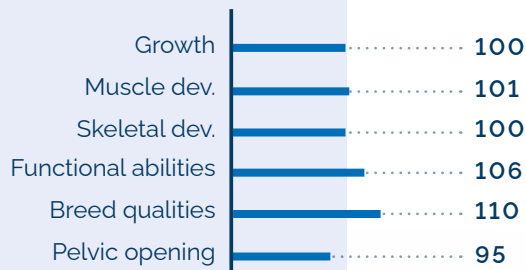 Growth 100
Muscle dev. 101
Skeletal dev. 100
Functional abilities 106
Breed qualities 110
Pelvic opening 95